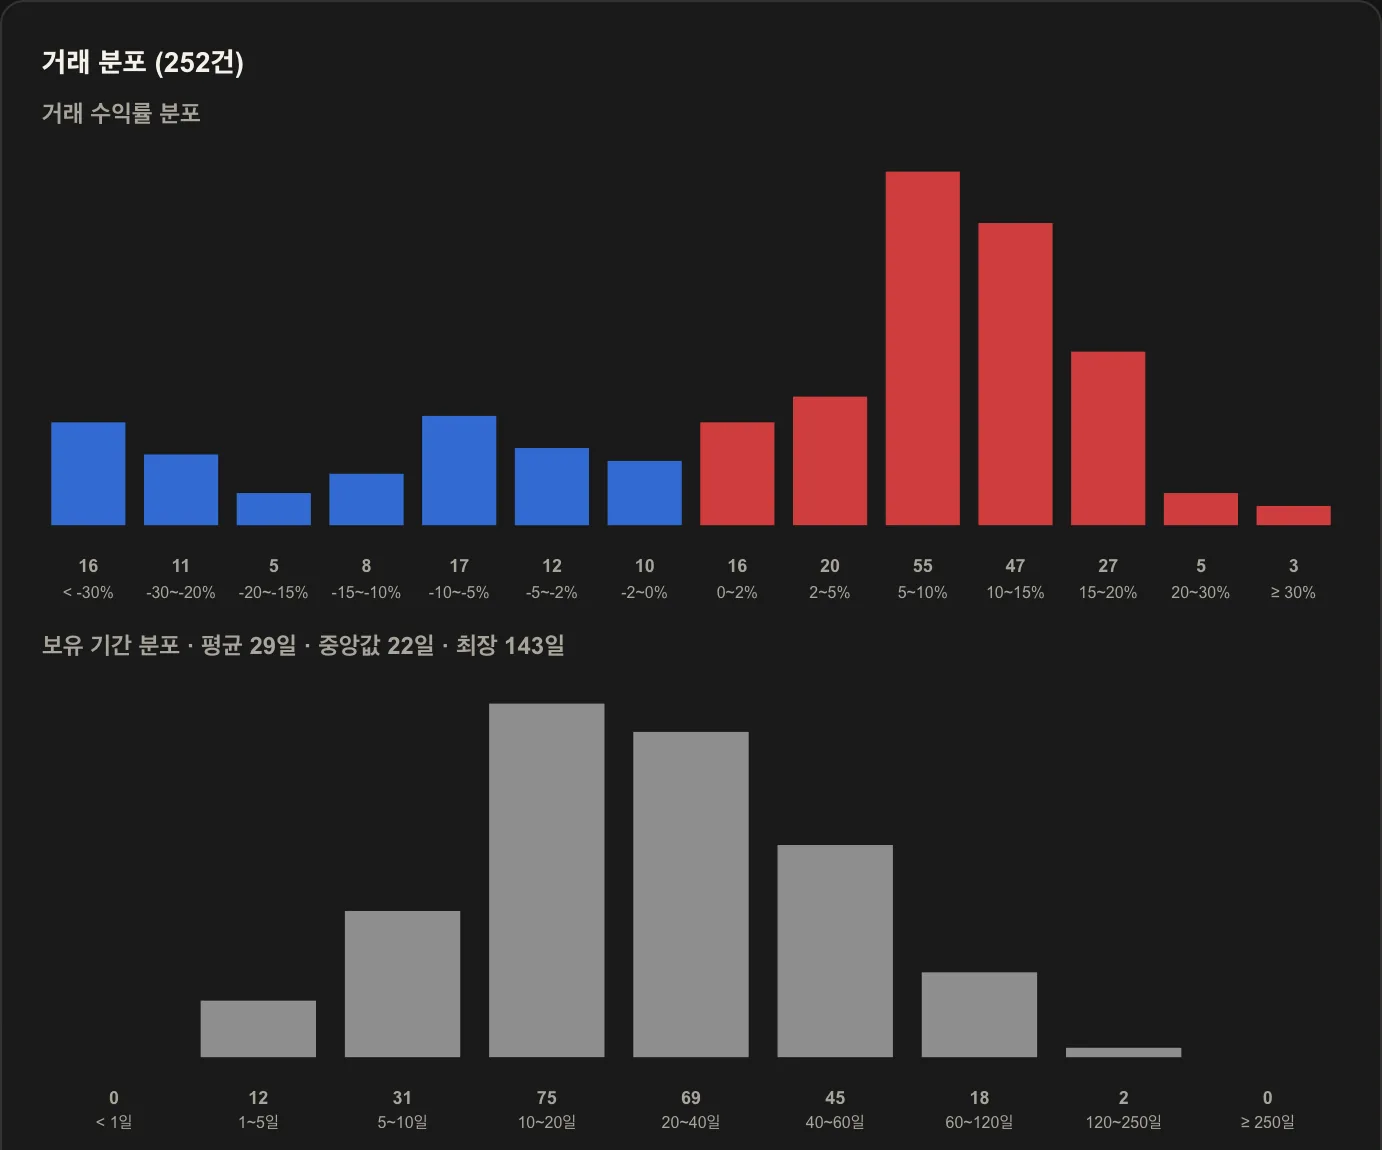 거래 분포 (252건)
거래 수익률 분포
16 11 5 8 17 12 10 16 20 55 47 27 5 3
< -30% -30~-20% -20~-15% -15~-10% -10~-5% -5~-2% -2~0% 0~2% 2~5% 5~10% 10~15% 15~20% 20~30% ≥ 30%
보유 기간 분포 · 평균 29일 · 중앙값 22일 · 최장 143일
0 12 31 75 69 45 18 2 0
< 1일 1~5일 5~10일 10~20일 20~40일 40~60일 60~120일 120~250일 ≥ 250일